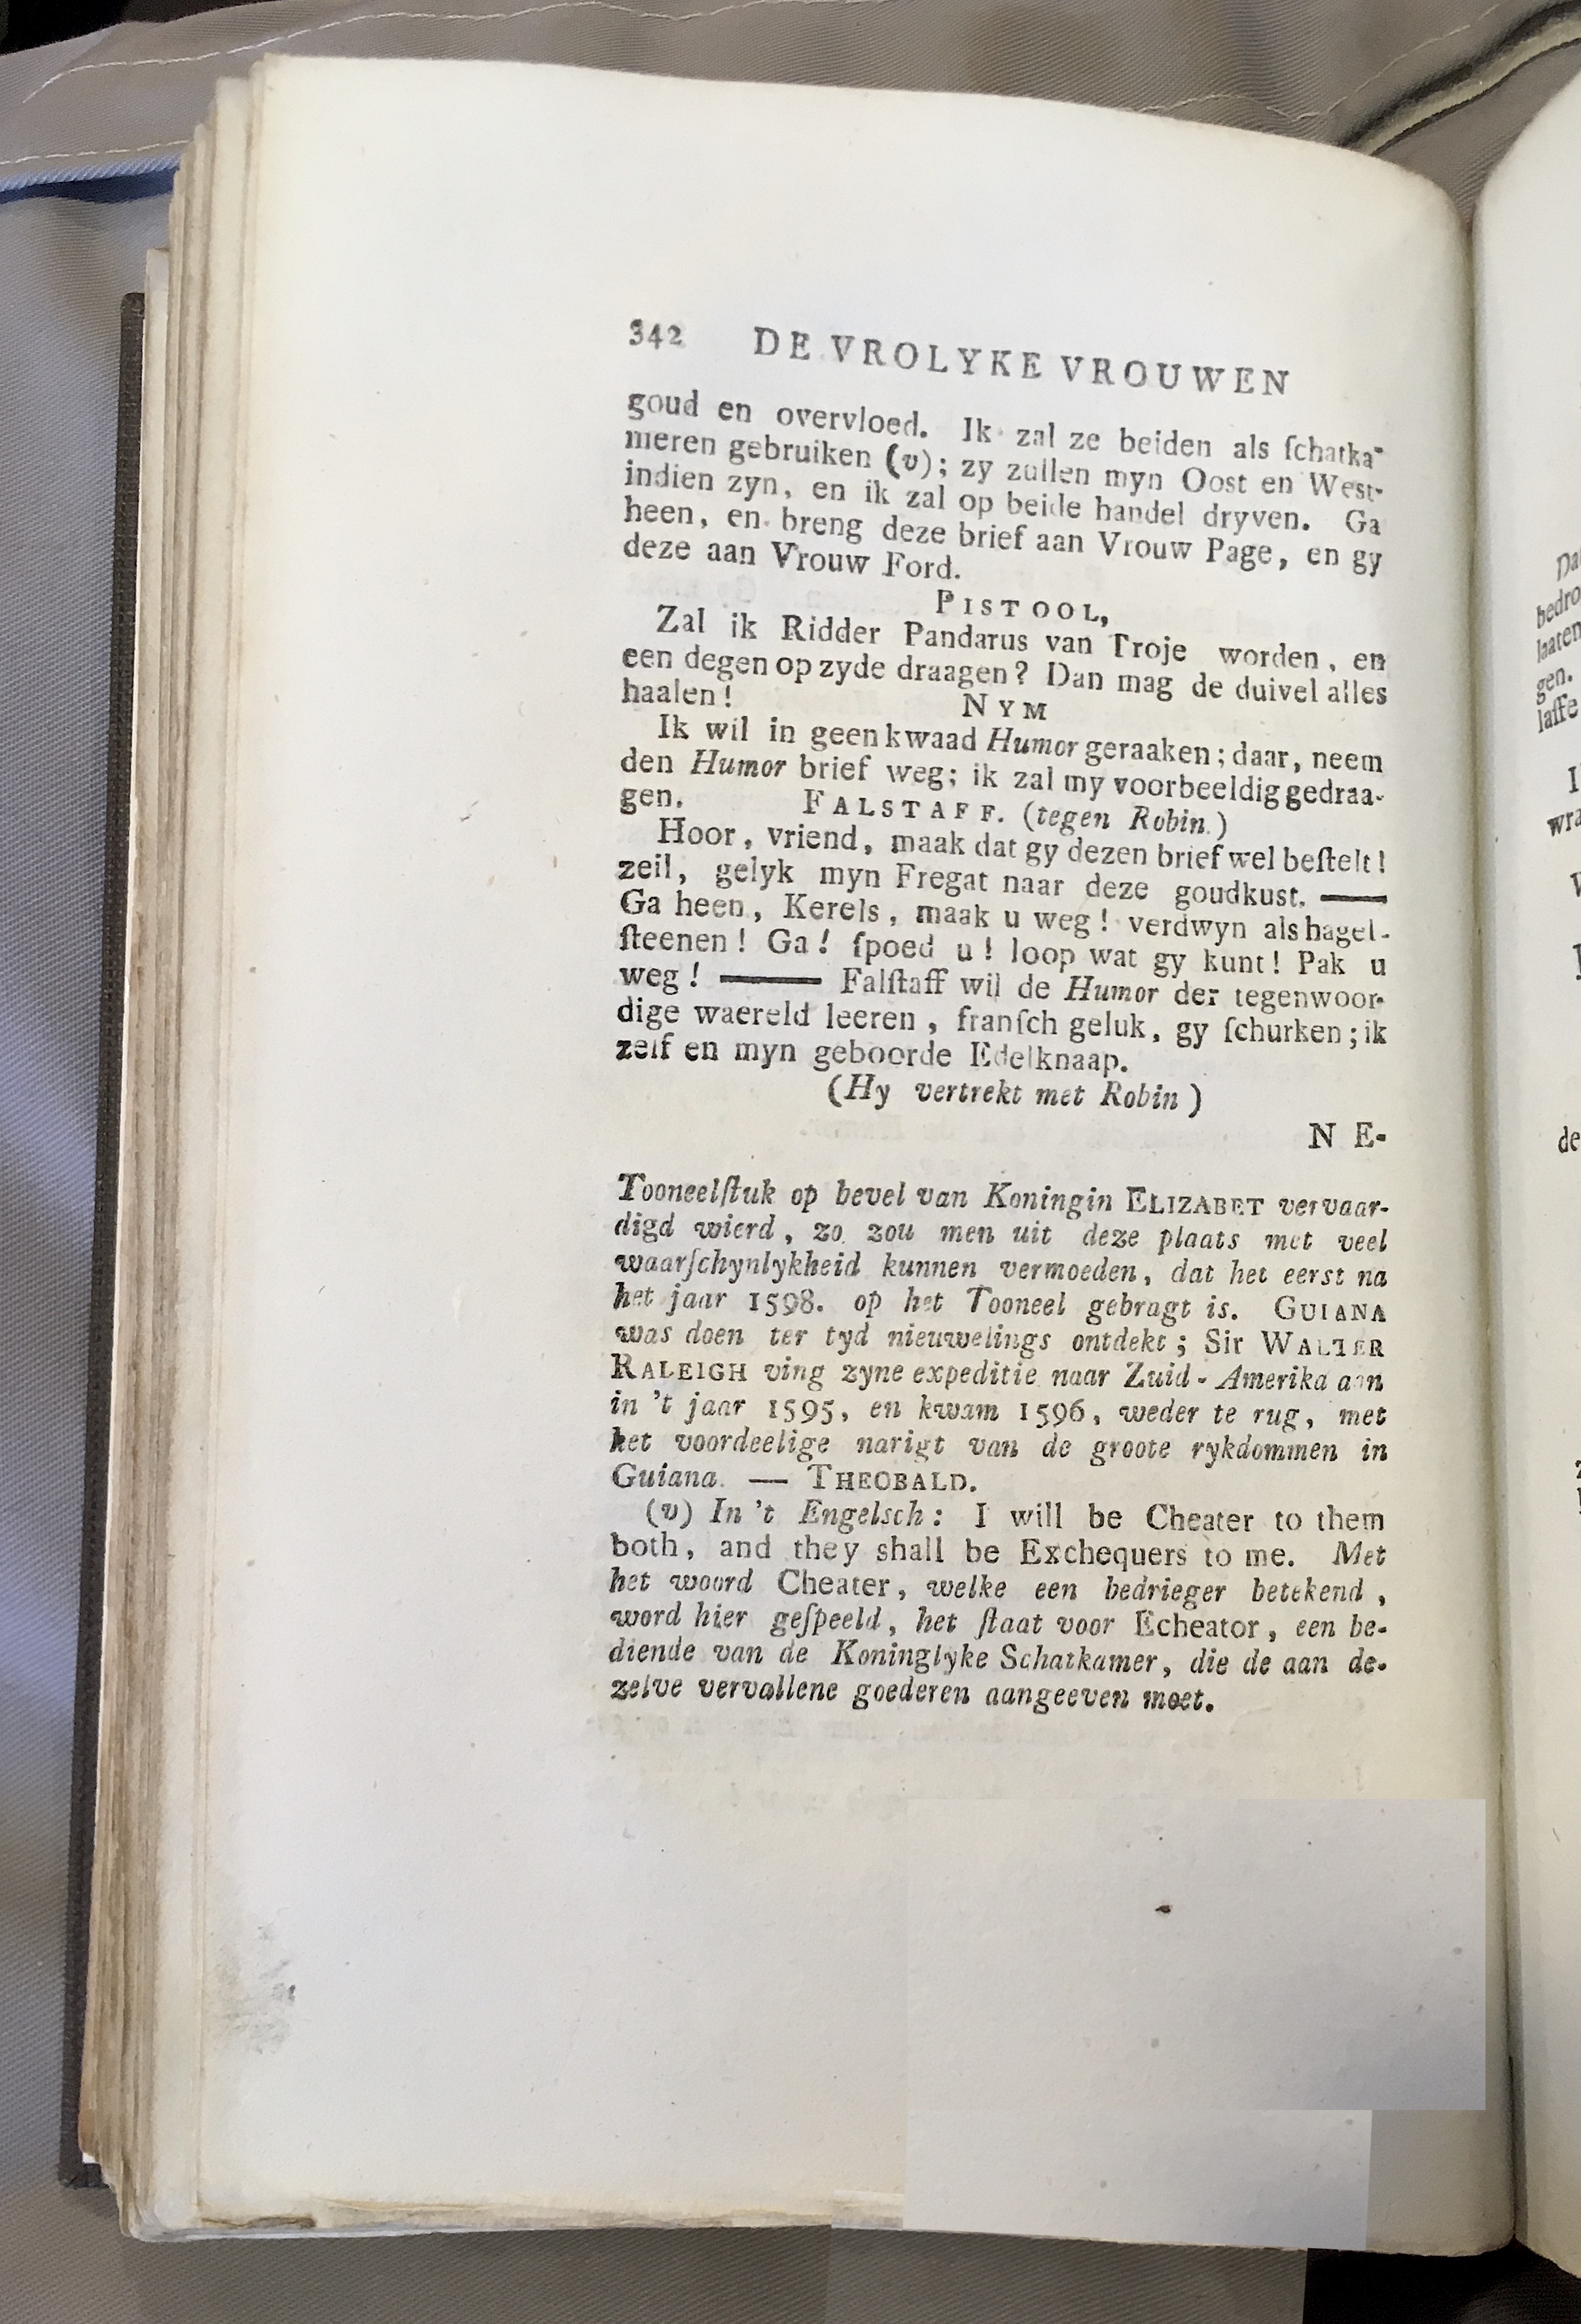 342 DE VROLYKE VROUWEN
goud en overvloed. Ik zal ze beiden als ſchatka-
meren gebruiken (v); zy zullen myn Oost en West-
indien zyn, en ik zal op beide handel dryven. Ga
heen, en breng deze brief aan Vrouw Page, en gy
deze aan Vrouw Ford.
PISTOOL,
Zal ik Ridder Pandarus van Troje worden, en
een degen op zyde draagen? Dan mag de duivel alles
haalen!
NYM
Ik wil in geen kwaad Humor geraaken; daar, neem
den Humor brief weg; ik zal my voorbeeldig gedraa-
gen.
FALSTAFF. (tegen Robin.)
Hoor, vriend, maak dat gy dezen brief wel beſtelt!
zeil, gelyk myn Fregat naar deze goudkust. ——
Ga heen, Kerels, maak u weg! verdwyn als hagel-
ſteenen! Ga! ſpoed u! loop wat gy kunt! Pak u
weg! —— Falſtaff wil de Humor der tegenwoor-
dige waereld leeren, franſch geluk, gy ſchurken; ik
zelf en myn geboorde Edelknaap.
(Hy vertrekt met Robin)
NE-
Tooneelſtuk op bevel van Koningin ELIZABET vervaar-
digd wierd, zo zou men uit deze plaats met veel
waarſchynlykheid kunnen vermoeden, dat het eerst na
het jaar 1598. op het Tooneel gebragt is. GUIANA
was doen ter tyd nieuwelings ontdekt; Sir WALTER
RALEIGH ving zyne expeditie naar Zuid-Amerika aan
in 't jaar 1595, en kwam 1596, weder te rug, met
het voordeelige narigt van de groote rykdommen in
Guiana. — THEOBALD.
(v) In 't Engelsch: I will be Cheater to them
both, and they shall be Exchequers to me. Met
het woord Cheater, welke een bedrieger betekend,
word hier geſpeeld, het ſtaat voor Echeator, een be-
diende van de Koninglyke Schatkamer, die de aan de-
zelve vervallene goederen aangeeven moet.
bedro
laaten
gen.
laffe
de